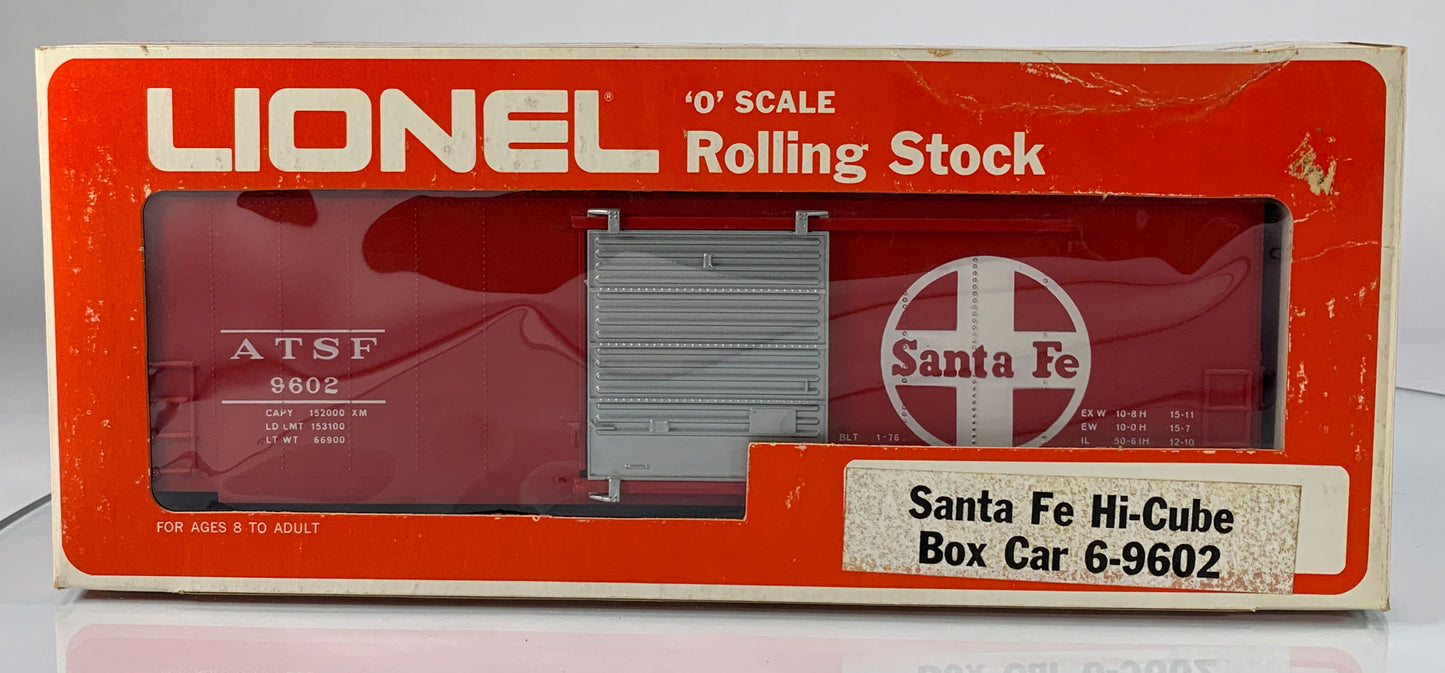 LIONEL®
'O' SCALE
Rolling Stock
ATSF
9602
CAPY 152000 XM
LD LMT 153100
LT WT 66900
Santa Fe
BLT 1-76
EX W 10-8 H 15-11
EW 10-0 H 15-7
IL 50-6 IH 12-10
FOR AGES 8 TO ADULT
Santa Fe Hi-Cube
Box Car 6-9602